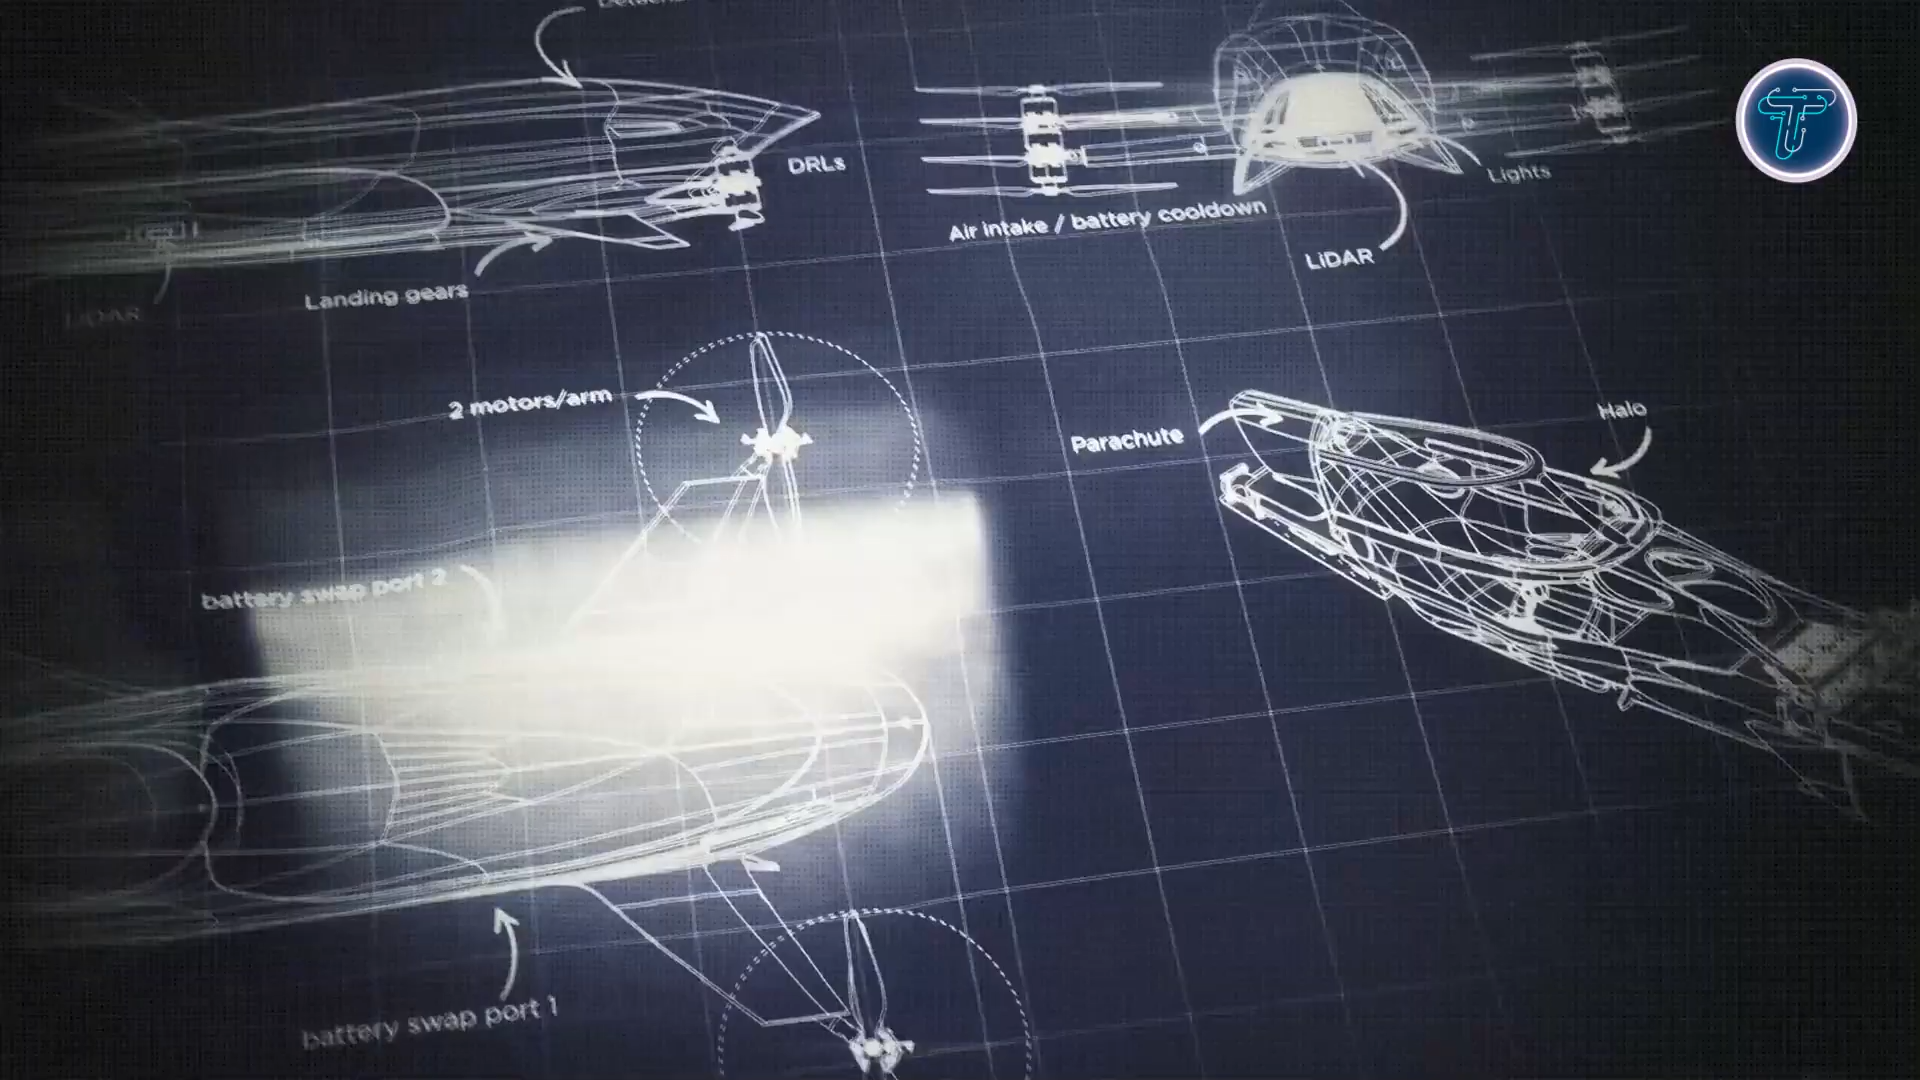 DRLs
Lights
Air intake / battery cooldown
LiDAR
Landing gears
LiDAR
2 motors/arm
Parachute
Halo
battery swap port 2
battery swap port 1